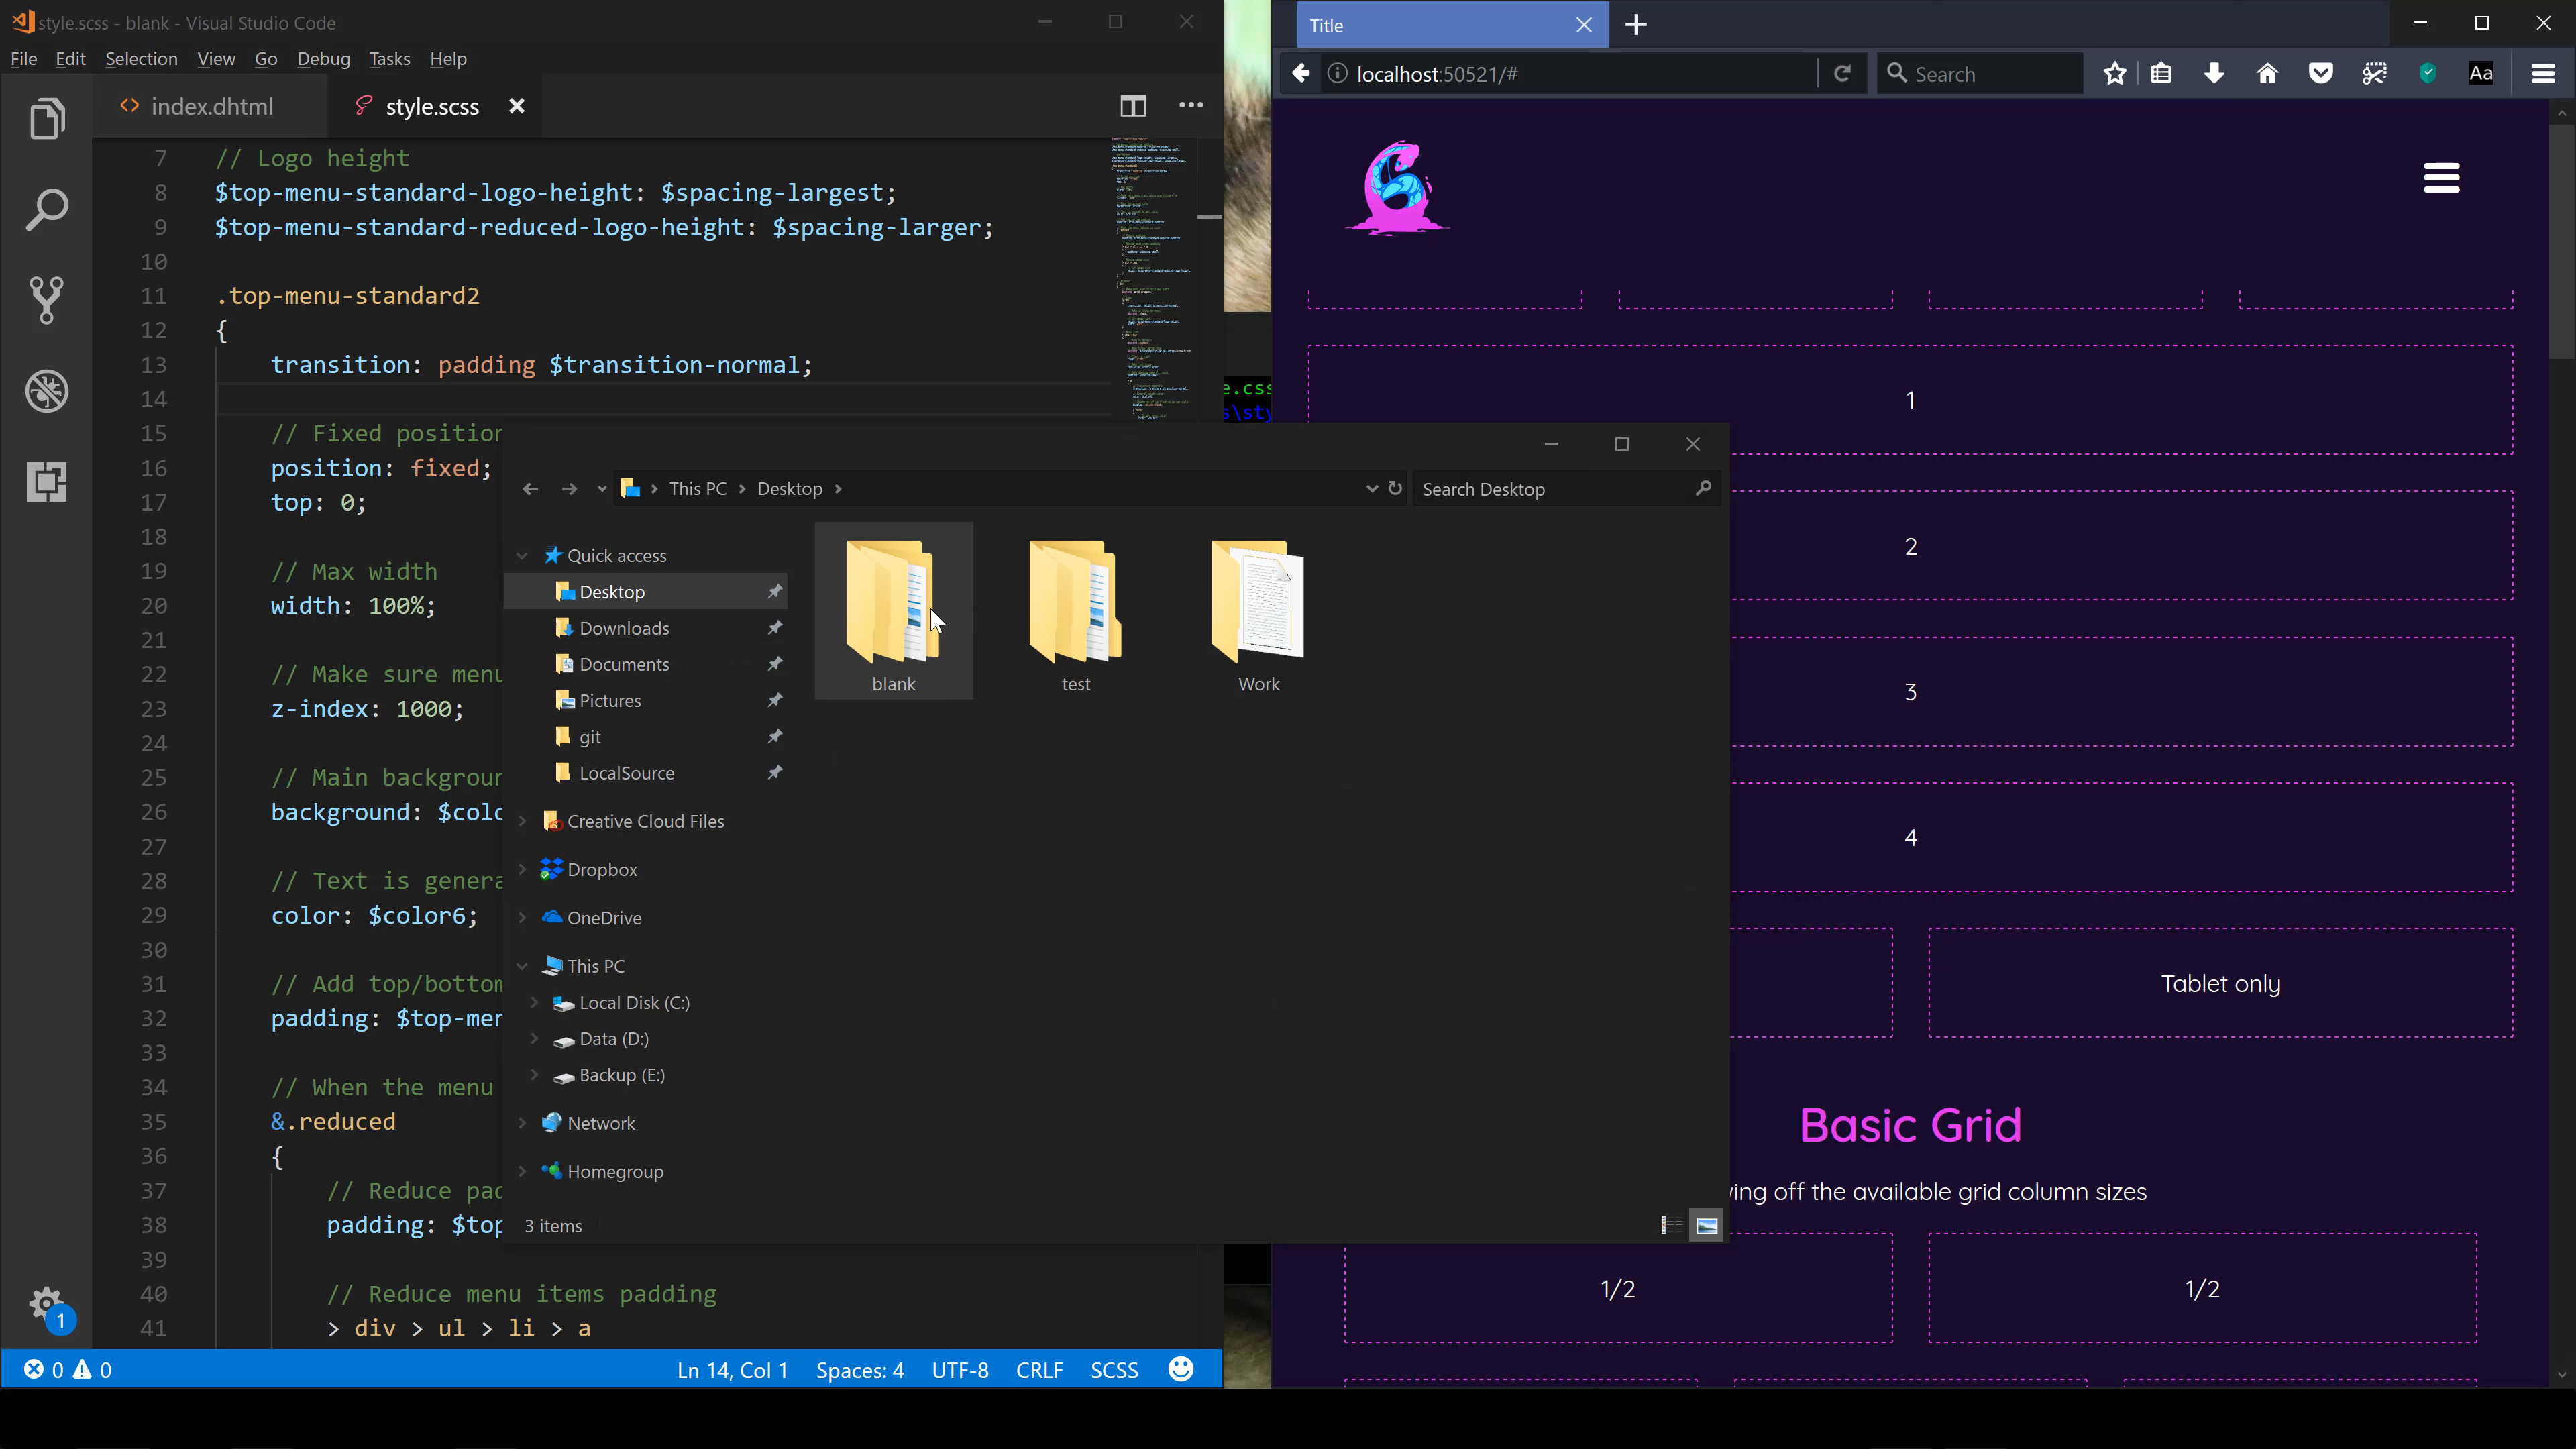 style.scss - blank - Visual Studio Code
File Edit Selection View Go Debug Tasks Help
index.dhtml
style.scss
7 // Logo height
8 $top-menu-standard-logo-height: $spacing-largest;
9 $top-menu-standard-reduced-logo-height: $spacing-larger;
10
11 .top-menu-standard2
12 {
13 transition: padding $transition-normal;
14
15 // Fixed position
16 position: fixed;
17 top: 0;
18
19 // Max width
20 width: 100%;
21
22 // Make sure menu
23 z-index: 1000;
24
25 // Main backgroun
26 background: $colo
27
28 // Text is genera
29 color: $color6;
30
31 // Add top/bottom
32 padding: $top-men
33
34 // When the menu
35 &.reduced
36 {
37 // Reduce pad
38 padding: $top
39
40 // Reduce menu items padding
41 > div > ul > li > a
0 0
Ln 14, Col 1 Spaces: 4 UTF-8 CRLF SCSS
1
e.css
s\sty
This PC > Desktop >
Search Desktop
Quick access
Desktop
Downloads
Documents
Pictures
git
LocalSource
Creative Cloud Files
Dropbox
OneDrive
This PC
Local Disk (C:)
Data (D:)
Backup (E:)
Network
Homegroup
3 items
blank
test
Work
Title
localhost:50521/#
Search
Aa
1
2
3
4
Tablet only
Basic Grid
ing off the available grid column sizes
1/2
1/2